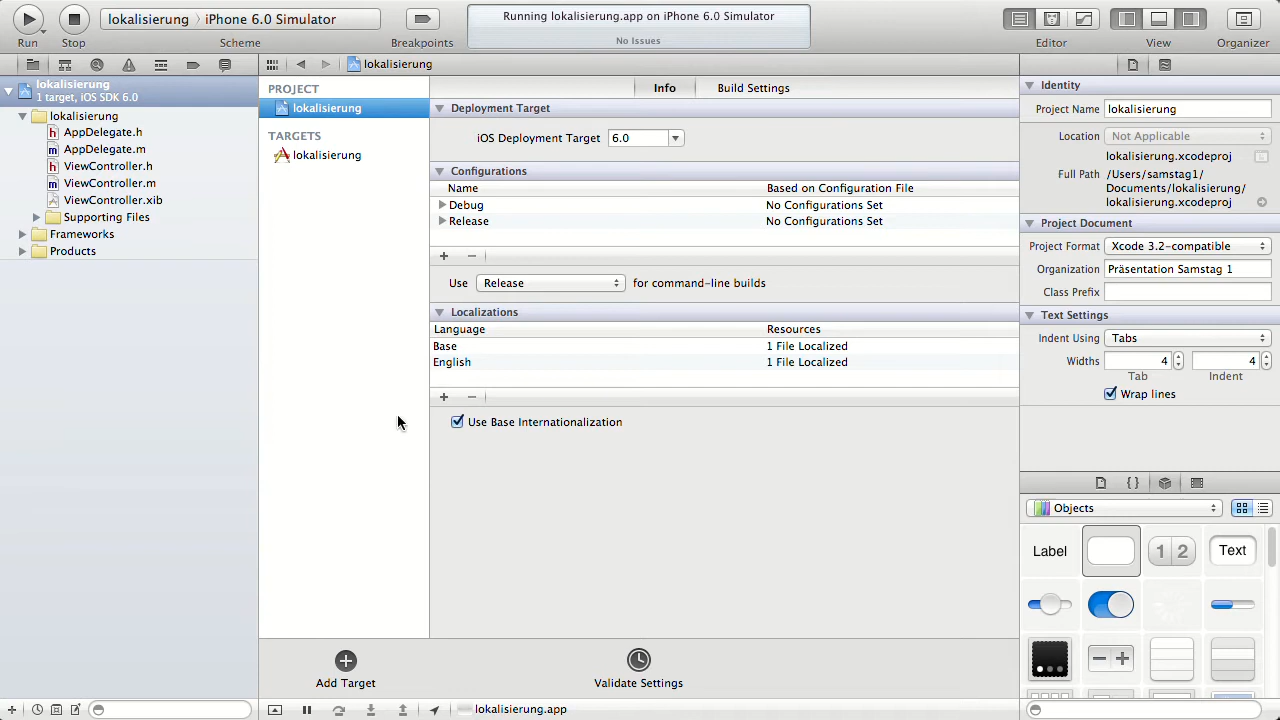 lokalisierung › iPhone 6.0 Simulator
Running lokalisierung.app on iPhone 6.0 Simulator
No Issues
Run
Stop
Scheme
Breakpoints
Editor
View
Organizer
lokalisierung
1 target, iOS SDK 6.0
lokalisierung
AppDelegate.h
AppDelegate.m
ViewController.h
ViewController.m
ViewController.xib
Supporting Files
Frameworks
Products
lokalisierung
PROJECT
lokalisierung
TARGETS
lokalisierung
Info
Build Settings
Deployment Target
iOS Deployment Target 6.0
Configurations
Name Based on Configuration File
Debug No Configurations Set
Release No Configurations Set
Use Release for command-line builds
Localizations
Language Resources
Base 1 File Localized
English 1 File Localized
Use Base Internationalization
Add Target
Validate Settings
lokalisierung.app
Identity
Project Name lokalisierung
Location Not Applicable
lokalisierung.xcodeproj
Full Path /Users/samstag1/
Documents/lokalisierung/
lokalisierung.xcodeproj
Project Document
Project Format Xcode 3.2-compatible
Organization Präsentation Samstag 1
Class Prefix
Text Settings
Indent Using Tabs
Widths 4 4
Tab Indent
Wrap lines
Objects
Label
1 2
Text